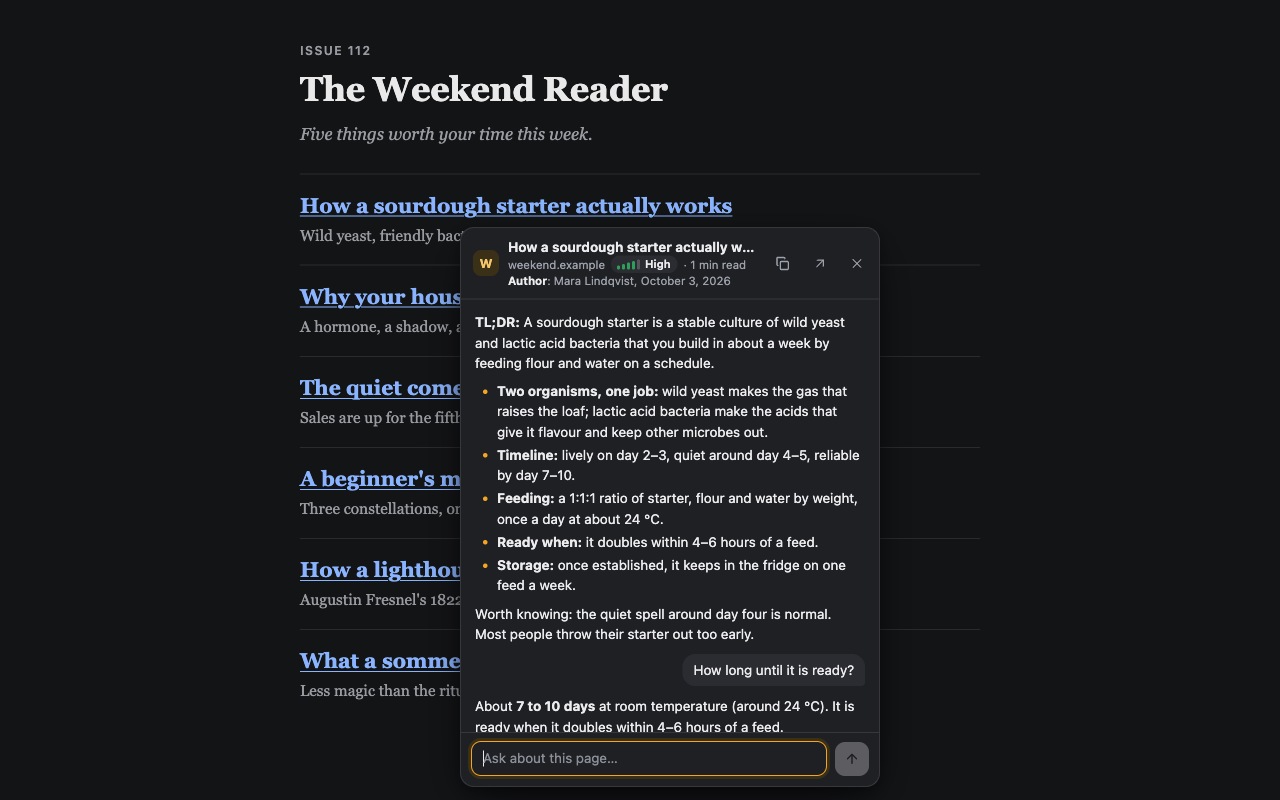 ISSUE 112
The Weekend Reader
Five things worth your time this week.
How a sourdough starter actually works
Wild yeast, friendly bac
Why your hous
A hormone, a shadow, a
The quiet come
Sales are up for the fifth
A beginner's m
Three constellations, or
How a lighthou
Augustin Fresnel's 1822
What a somme
Less magic than the ritu
W
How a sourdough starter actually w...
weekend.example High · 1 min read
Author: Mara Lindqvist, October 3, 2026
TL;DR: A sourdough starter is a stable culture of wild yeast
and lactic acid bacteria that you build in about a week by
feeding flour and water on a schedule.
• Two organisms, one job: wild yeast makes the gas that
raises the loaf; lactic acid bacteria make the acids that
give it flavour and keep other microbes out.
• Timeline: lively on day 2–3, quiet around day 4–5, reliable
by day 7–10.
• Feeding: a 1:1:1 ratio of starter, flour and water by weight,
once a day at about 24 °C.
• Ready when: it doubles within 4–6 hours of a feed.
• Storage: once established, it keeps in the fridge on one
feed a week.
Worth knowing: the quiet spell around day four is normal.
Most people throw their starter out too early.
How long until it is ready?
About 7 to 10 days at room temperature (around 24 °C). It is
ready when it doubles within 4–6 hours of a feed.
Ask about this page...